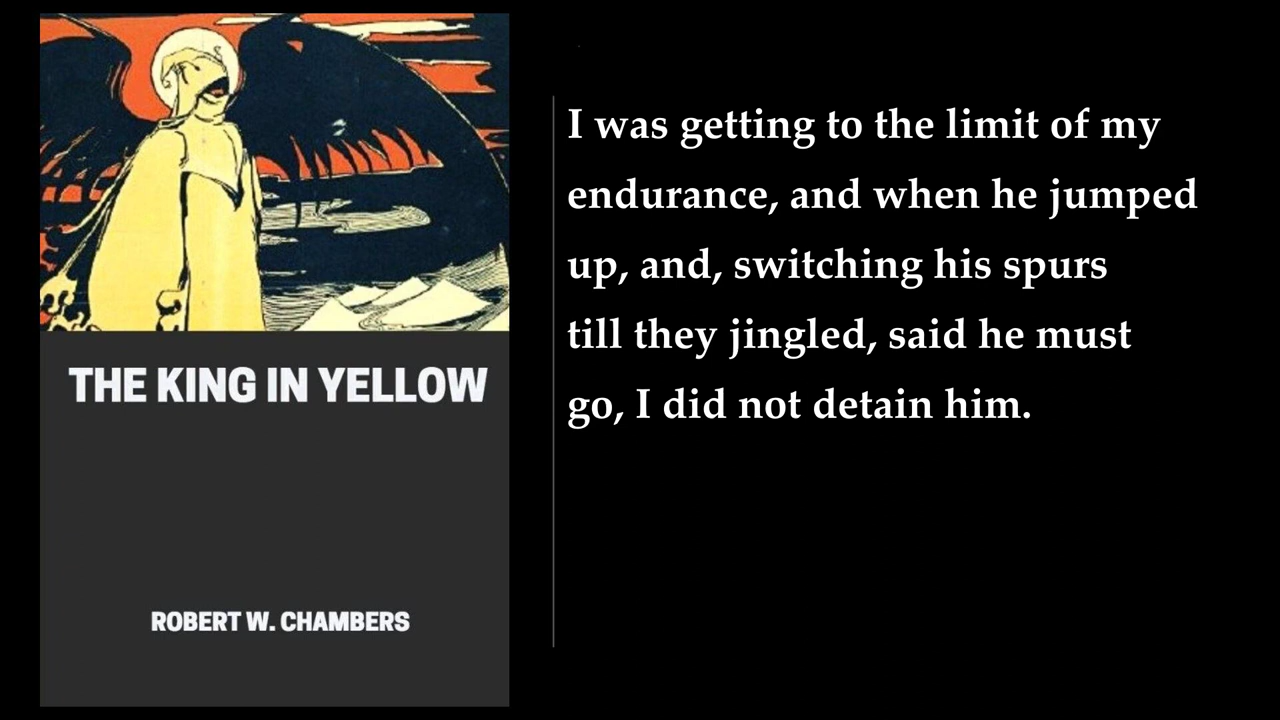 THE KING IN YELLOW
ROBERT W. CHAMBERS
I was getting to the limit of my
endurance, and when he jumped
up, and, switching his spurs
till they jingled, said he must
go, I did not detain him.